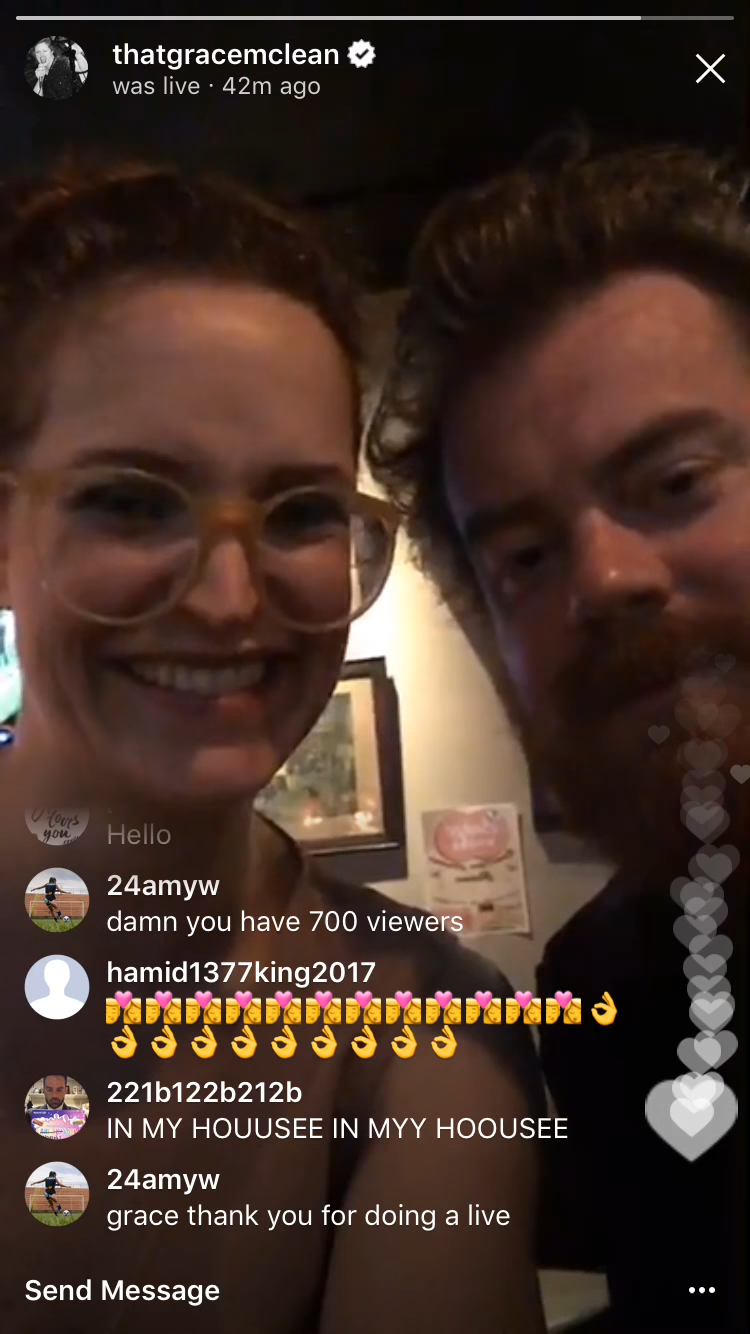 thatgracemclean
was live · 42m ago
you
Hello
24amyw
damn you have 700 viewers
hamid1377king2017
💏💏💏💏💏💏💏💏💏💏💏💏👌
👌👌👌👌👌👌👌👌👌
221b122b212b
IN MY HOUUSEE IN MYY HOOUSEE
24amyw
grace thank you for doing a live
Send Message